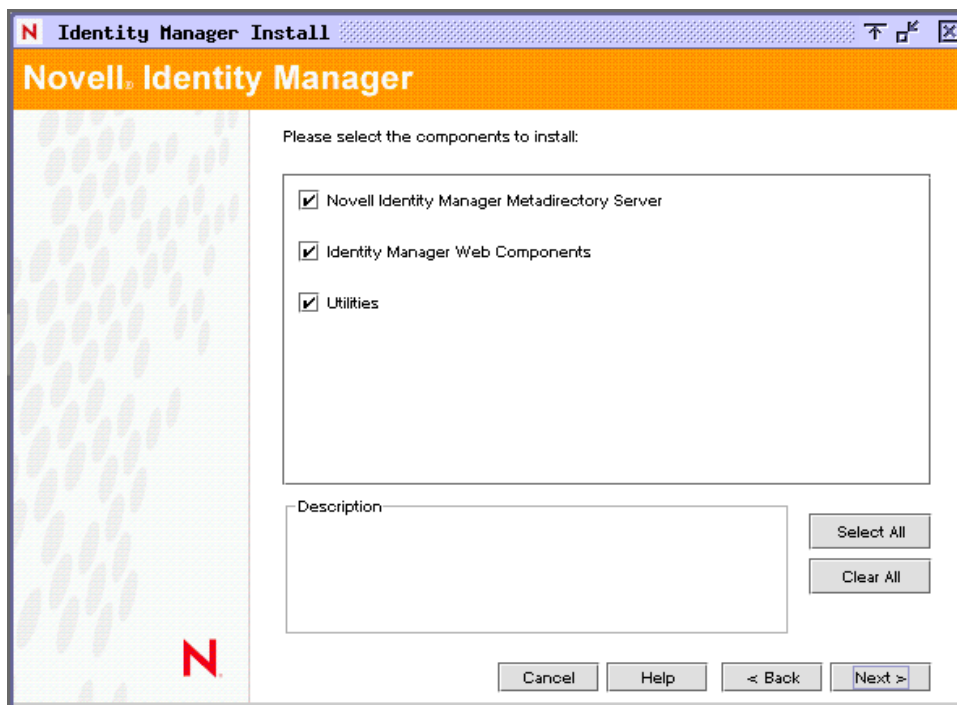 N Identity Manager Install
Novell® Identity Manager
Please select the components to install:
Novell Identity Manager Metadirectory Server
Identity Manager Web Components
Utilities
Description
Select All
Clear All
N
Cancel
Help
< Back
Next >